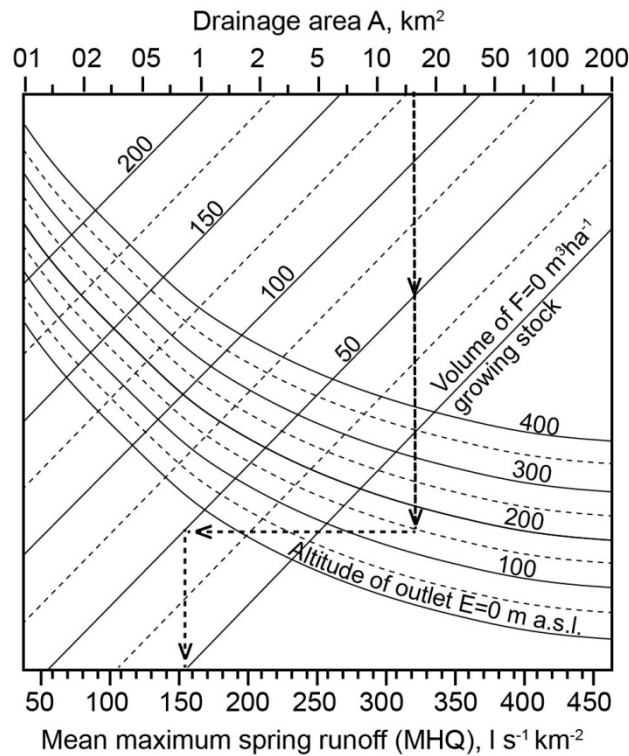 Drainage area A, km²
01 02 05 1 2 5 10 20 50 100 200
200
150
100
50
Volume of F=0 m³ha⁻¹
growing stock
400
300
200
100
Altitude of outlet E=0 m a.s.l.
50 100 150 200 250 300 350 400 450
Mean maximum spring runoff (MHQ), l s⁻¹ km⁻²